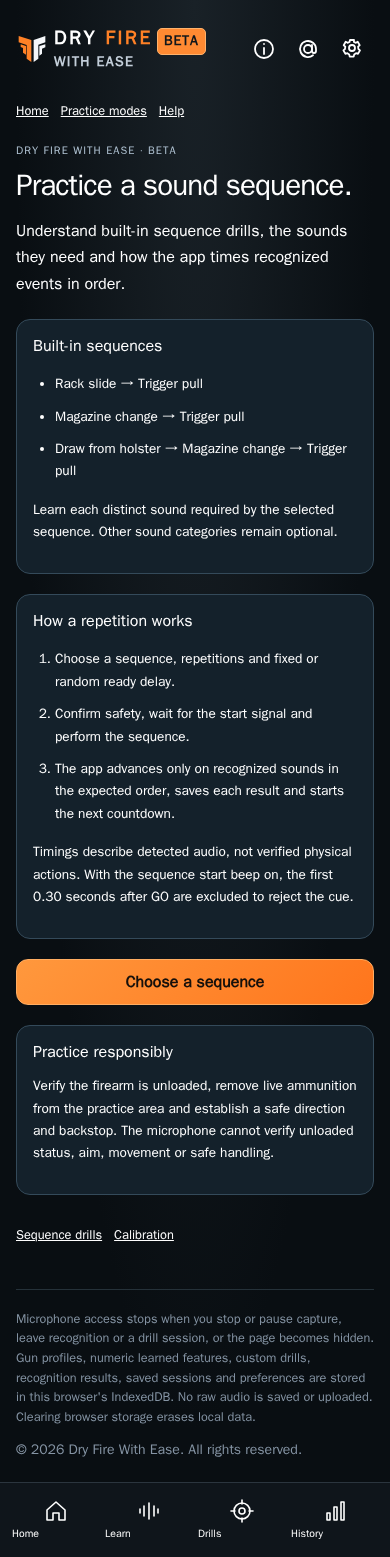 DRY FIRE BETA
WITH EASE
Home Practice modes Help
DRY FIRE WITH EASE · BETA
Practice a sound sequence.
Understand built-in sequence drills, the sounds
they need and how the app times recognized
events in order.
Built-in sequences
• Rack slide → Trigger pull
• Magazine change → Trigger pull
• Draw from holster → Magazine change → Trigger
pull
Learn each distinct sound required by the selected
sequence. Other sound categories remain optional.
How a repetition works
1. Choose a sequence, repetitions and fixed or
random ready delay.
2. Confirm safety, wait for the start signal and
perform the sequence.
3. The app advances only on recognized sounds in
the expected order, saves each result and starts
the next countdown.
Timings describe detected audio, not verified physical
actions. With the sequence start beep on, the first
0.30 seconds after GO are excluded to reject the cue.
Choose a sequence
Practice responsibly
Verify the firearm is unloaded, remove live ammunition
from the practice area and establish a safe direction
and backstop. The microphone cannot verify unloaded
status, aim, movement or safe handling.
Sequence drills Calibration
Microphone access stops when you stop or pause capture,
leave recognition or a drill session, or the page becomes hidden.
Gun profiles, numeric learned features, custom drills,
recognition results, saved sessions and preferences are stored
in this browser's IndexedDB. No raw audio is saved or uploaded.
Clearing browser storage erases local data.
© 2026 Dry Fire With Ease. All rights reserved.
Home Learn Drills History